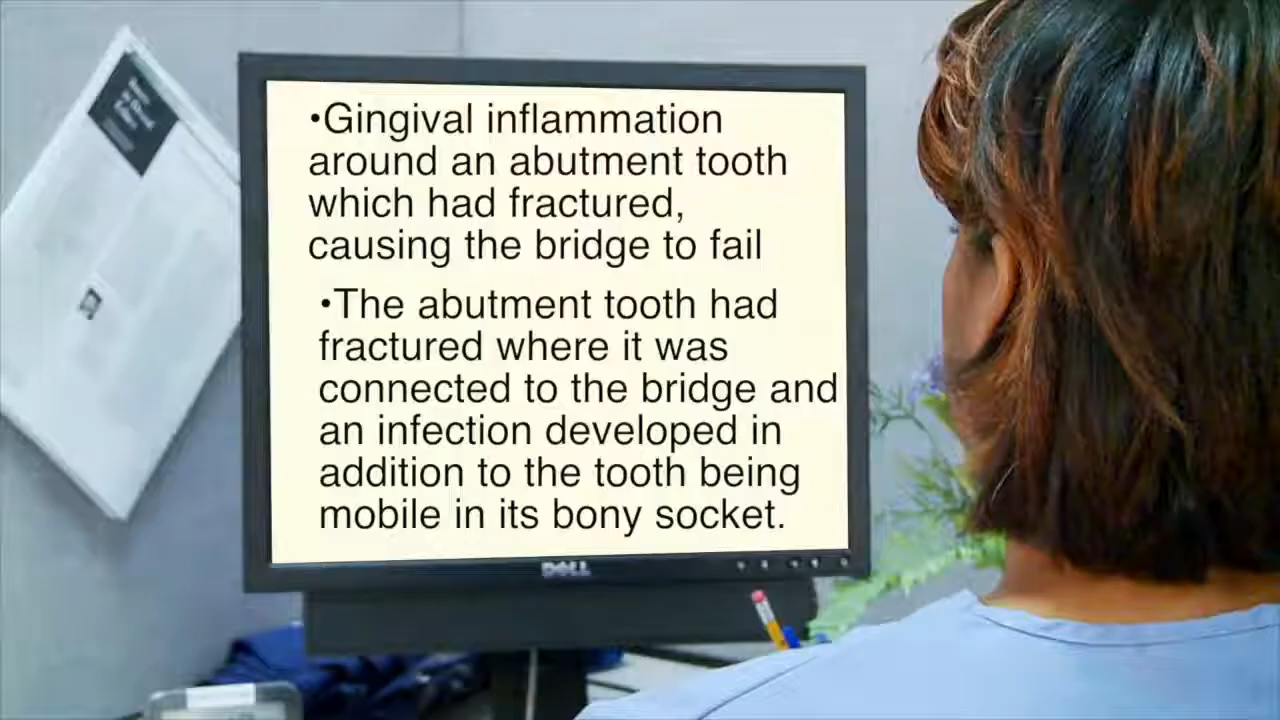 •Gingival inflammation
around an abutment tooth
which had fractured,
causing the bridge to fail
•The abutment tooth had
fractured where it was
connected to the bridge and
an infection developed in
addition to the tooth being
mobile in its bony socket.
DELL